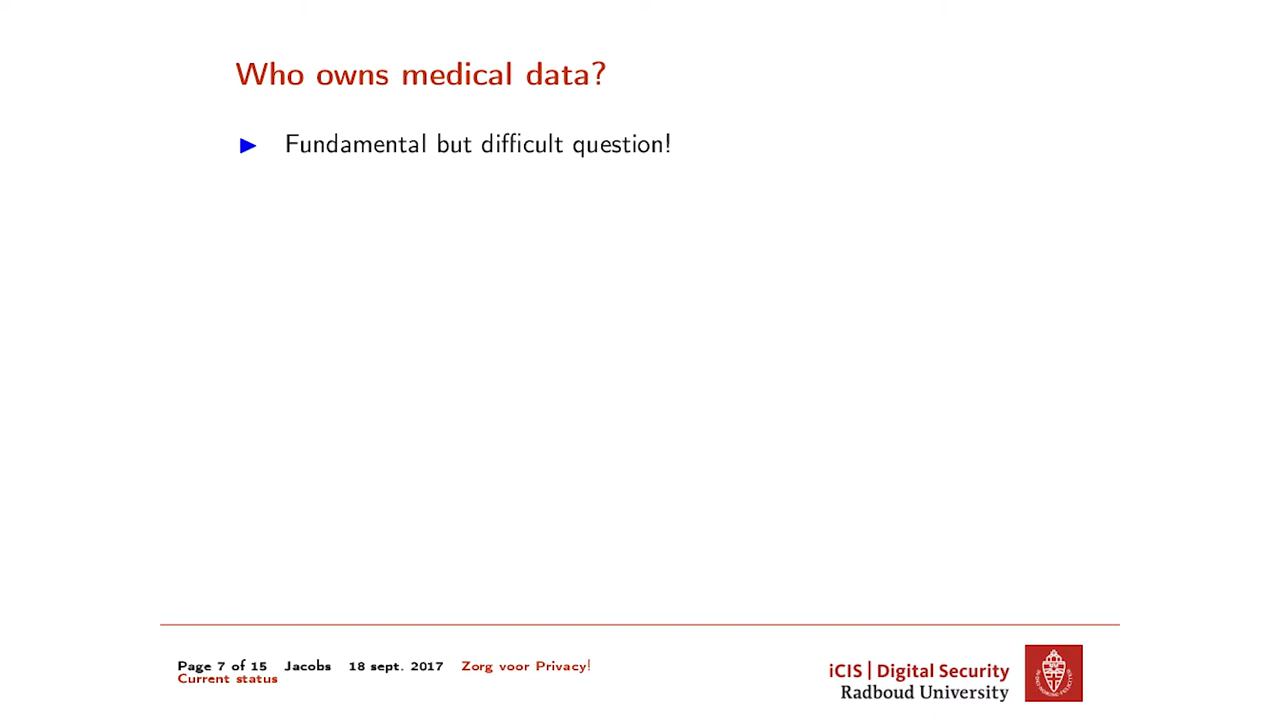 Who owns medical data?
▶ Fundamental but difficult question!
Page 7 of 15 Jacobs 18 sept. 2017 Zorg voor Privacy!
Current status
iCIS | Digital Security
Radboud University